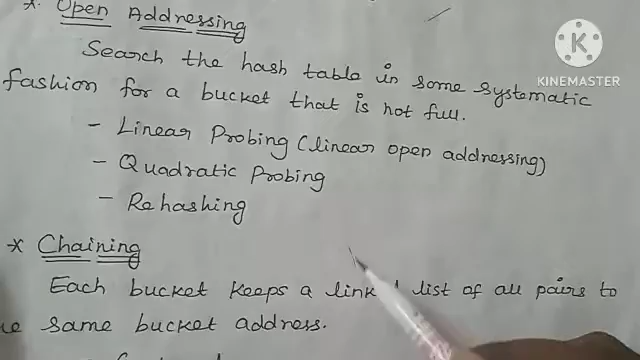 * Open Addressing
Search the hash table in some systematic
fashion for a bucket that is not full.
- Linear Probing (linear open addressing)
- Quadratic Probing
- Rehashing
* Chaining
Each bucket keeps a linked list of all pairs to
same bucket address.
K
KINEMASTER